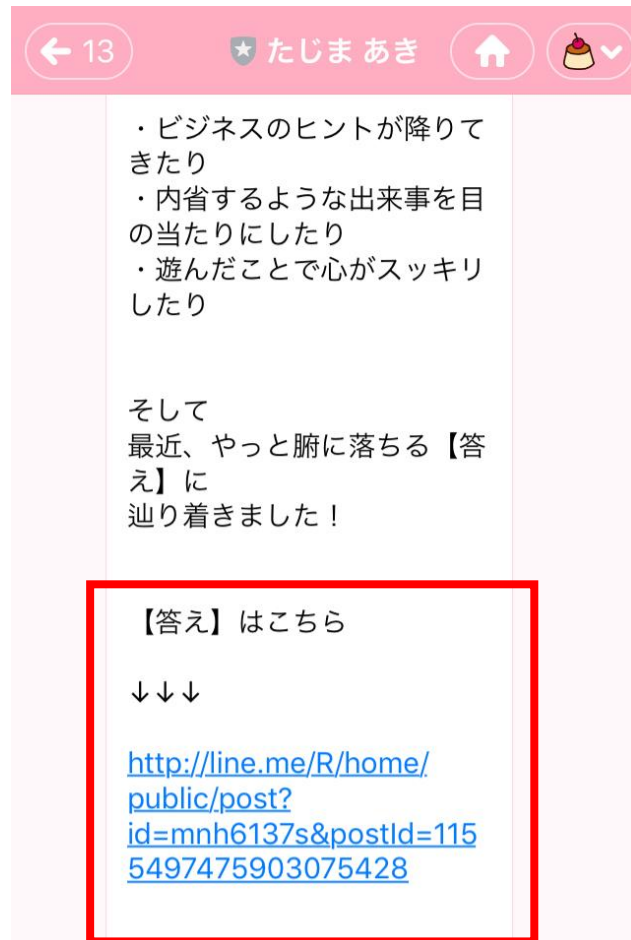 13
たじま あき
・ビジネスのヒントが降りて
きたり
・内省するような出来事を目
の当たりにしたり
・遊んだことで心がスッキリ
したり
そして
最近、やっと腑に落ちる【答
え】に
辿り着きました！
【答え】はこちら
↓↓↓
http://line.me/R/home/
public/post?
id=mnh6137s&postId=115
5497475903075428